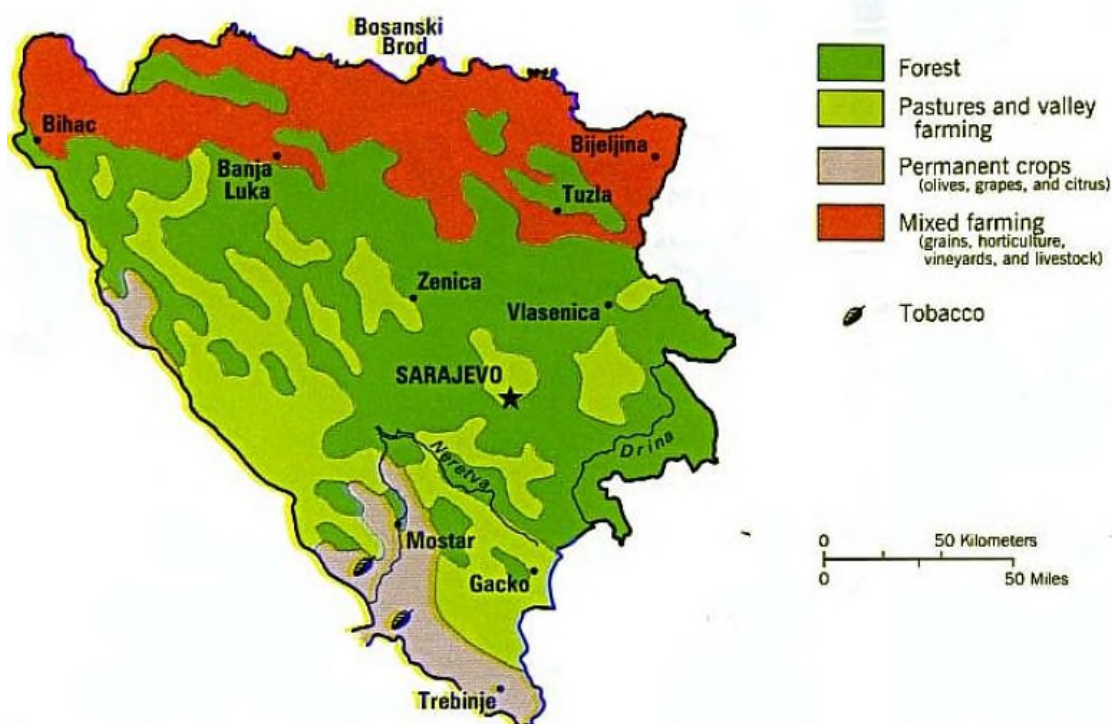 Bosanski
Brod
Bihac
Banja
Luka
Bijeljina
Tuzla
Zenica
Vlasenica
SARAJEVO
Neretva
Drina
Mostar
Gacko
Trebinje
Forest
Pastures and valley
farming
Permanent crops
(olives, grapes, and citrus)
Mixed farming
(grains, horticulture,
vineyards, and livestock)
Tobacco
0 50 Kilometers
0 50 Miles